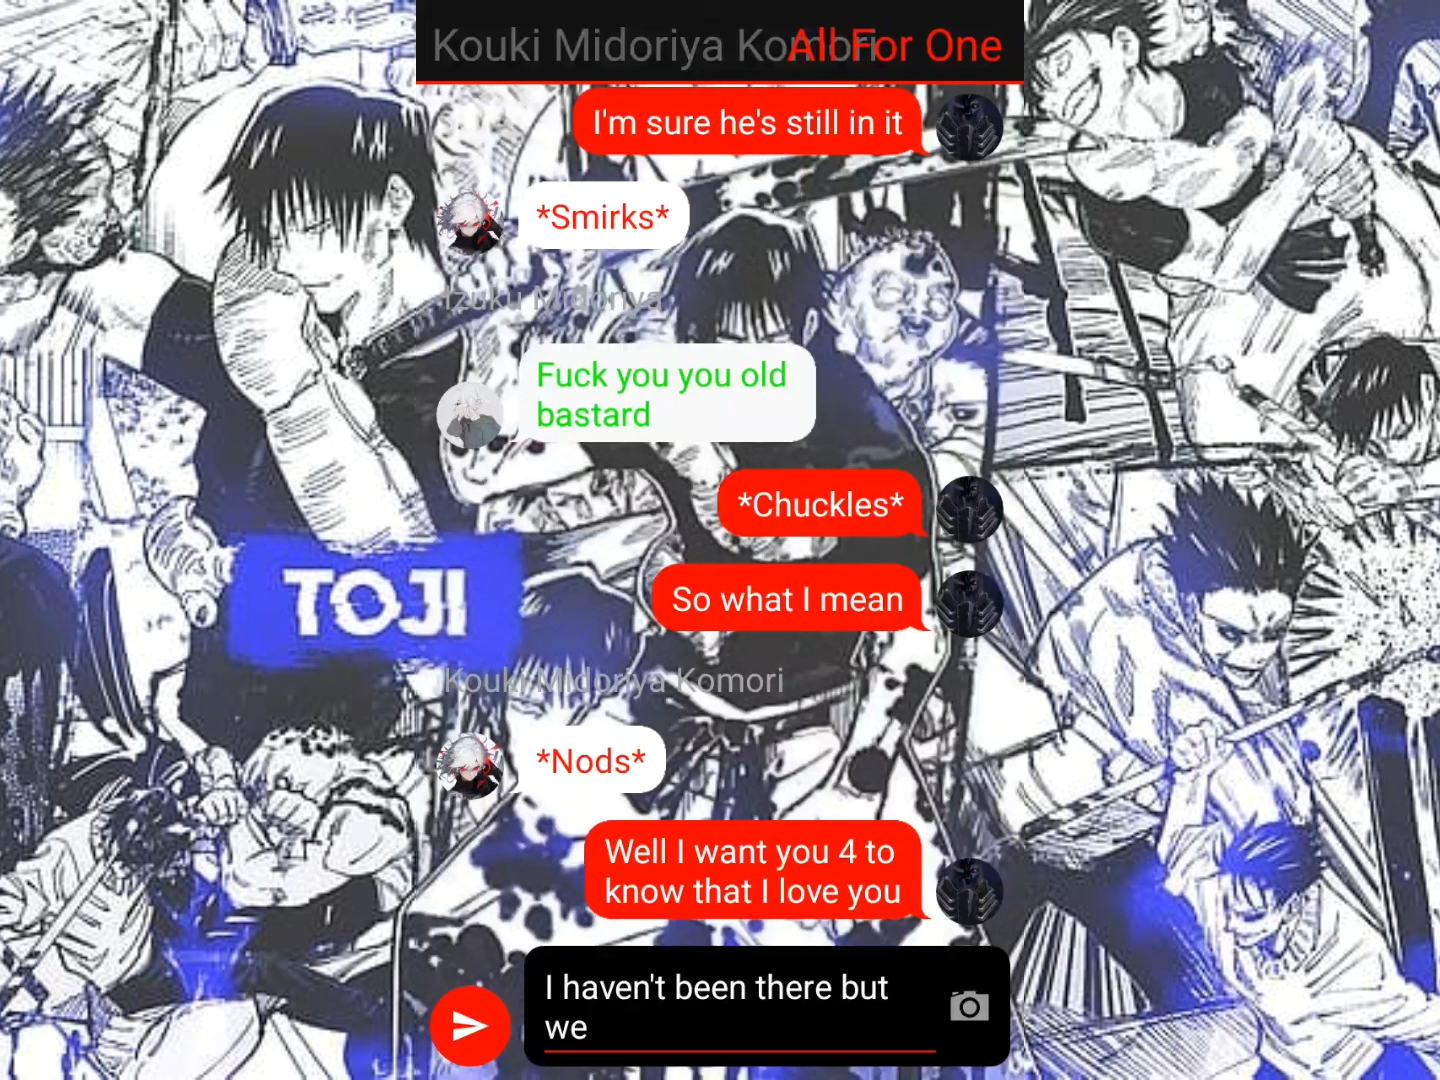 Kouki Midoriya Komori
All For One
I'm sure he's still in it
*Smirks*
Izuku Midoriya
Fuck you you old
bastard
*Chuckles*
So what I mean
TOJI
Kouki Midoriya Komori
*Nods*
Well I want you 4 to
know that I love you
I haven't been there but
we